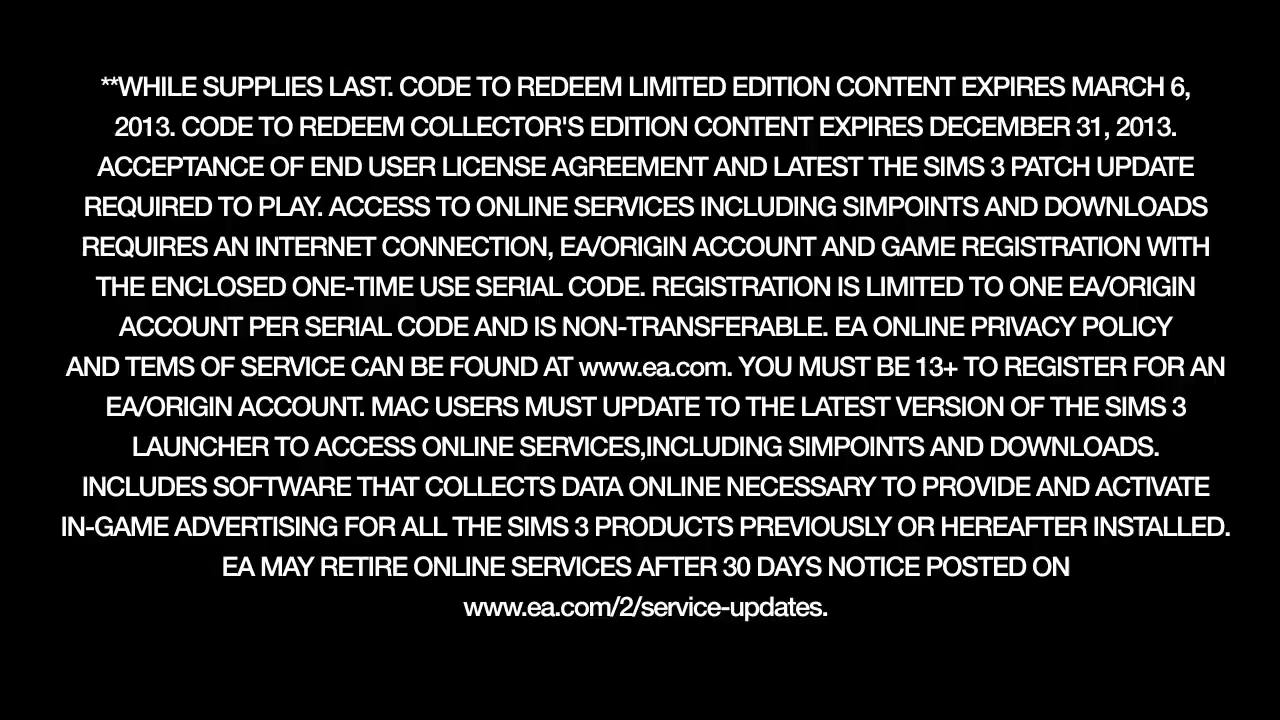 **WHILE SUPPLIES LAST. CODE TO REDEEM LIMITED EDITION CONTENT EXPIRES MARCH 6,
2013. CODE TO REDEEM COLLECTOR'S EDITION CONTENT EXPIRES DECEMBER 31, 2013.
ACCEPTANCE OF END USER LICENSE AGREEMENT AND LATEST THE SIMS 3 PATCH UPDATE
REQUIRED TO PLAY. ACCESS TO ONLINE SERVICES INCLUDING SIMPOINTS AND DOWNLOADS
REQUIRES AN INTERNET CONNECTION, EA/ORIGIN ACCOUNT AND GAME REGISTRATION WITH
THE ENCLOSED ONE-TIME USE SERIAL CODE. REGISTRATION IS LIMITED TO ONE EA/ORIGIN
ACCOUNT PER SERIAL CODE AND IS NON-TRANSFERABLE. EA ONLINE PRIVACY POLICY
AND TEMS OF SERVICE CAN BE FOUND AT www.ea.com. YOU MUST BE 13+ TO REGISTER FOR AN
EA/ORIGIN ACCOUNT. MAC USERS MUST UPDATE TO THE LATEST VERSION OF THE SIMS 3
LAUNCHER TO ACCESS ONLINE SERVICES,INCLUDING SIMPOINTS AND DOWNLOADS.
INCLUDES SOFTWARE THAT COLLECTS DATA ONLINE NECESSARY TO PROVIDE AND ACTIVATE
IN-GAME ADVERTISING FOR ALL THE SIMS 3 PRODUCTS PREVIOUSLY OR HEREAFTER INSTALLED.
EA MAY RETIRE ONLINE SERVICES AFTER 30 DAYS NOTICE POSTED ON
www.ea.com/2/service-updates.